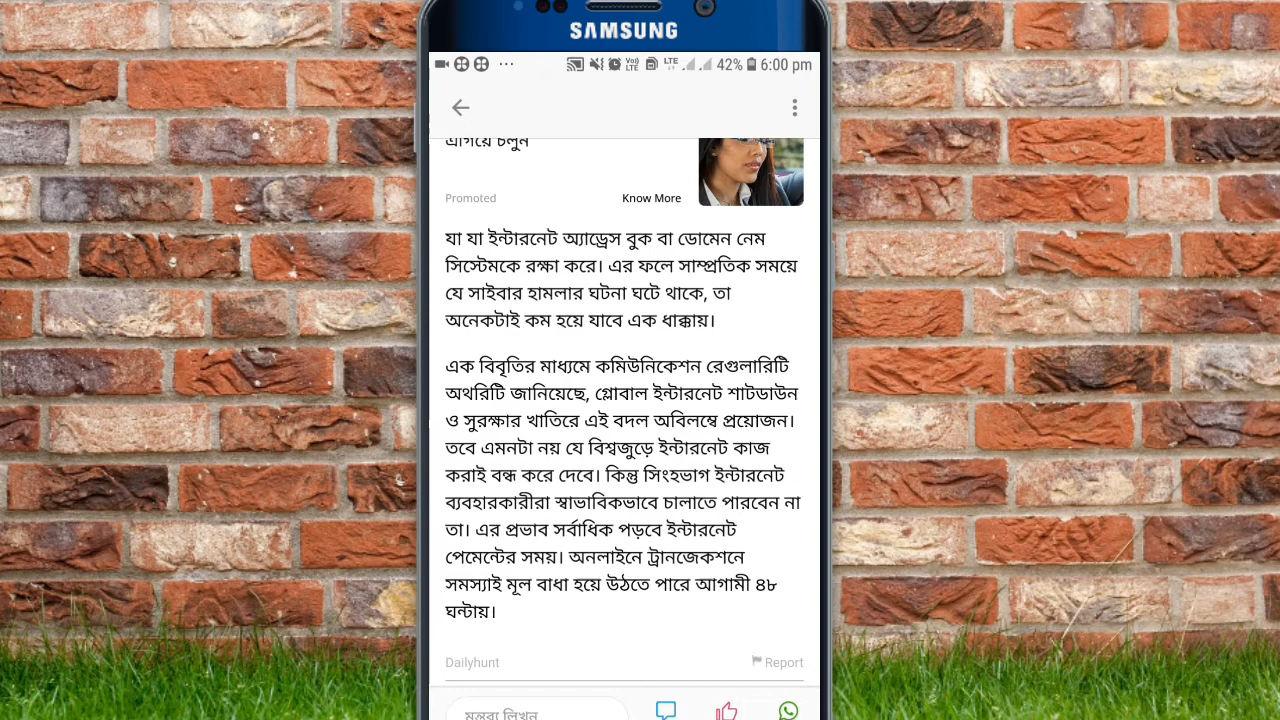 SAMSUNG
42% 6:00 pm
এগিয়ে চলুন
Promoted
Know More
যা যা ইন্টারনেট অ্যাড্রেস বুক বা ডোমেন নেম
সিস্টেমকে রক্ষা করে। এর ফলে সাম্প্রতিক সময়ে
যে সাইবার হামলার ঘটনা ঘটে থাকে, তা
অনেকটাই কম হয়ে যাবে এক ধাক্কায়।
এক বিবৃতির মাধ্যমে কমিউনিকেশন রেগুলারিটি
অথরিটি জানিয়েছে, গ্লোবাল ইন্টারনেট শাটডাউন
ও সুরক্ষার খাতিরে এই বদল অবিলম্বে প্রয়োজন।
তবে এমনটা নয় যে বিশ্বজুড়ে ইন্টারনেট কাজ
করাই বন্ধ করে দেবে। কিন্তু সিংহভাগ ইন্টারনেট
ব্যবহারকারীরা স্বাভাবিকভাবে চালাতে পারবেন না
তা। এর প্রভাব সর্বাধিক পড়বে ইন্টারনেট
পেমেন্টের সময়। অনলাইনে ট্রানজেকশনে
সমস্যাই মূল বাধা হয়ে উঠতে পারে আগামী ৪৮
ঘন্টায়।
Dailyhunt
Report
মন্তব্য লিখুন